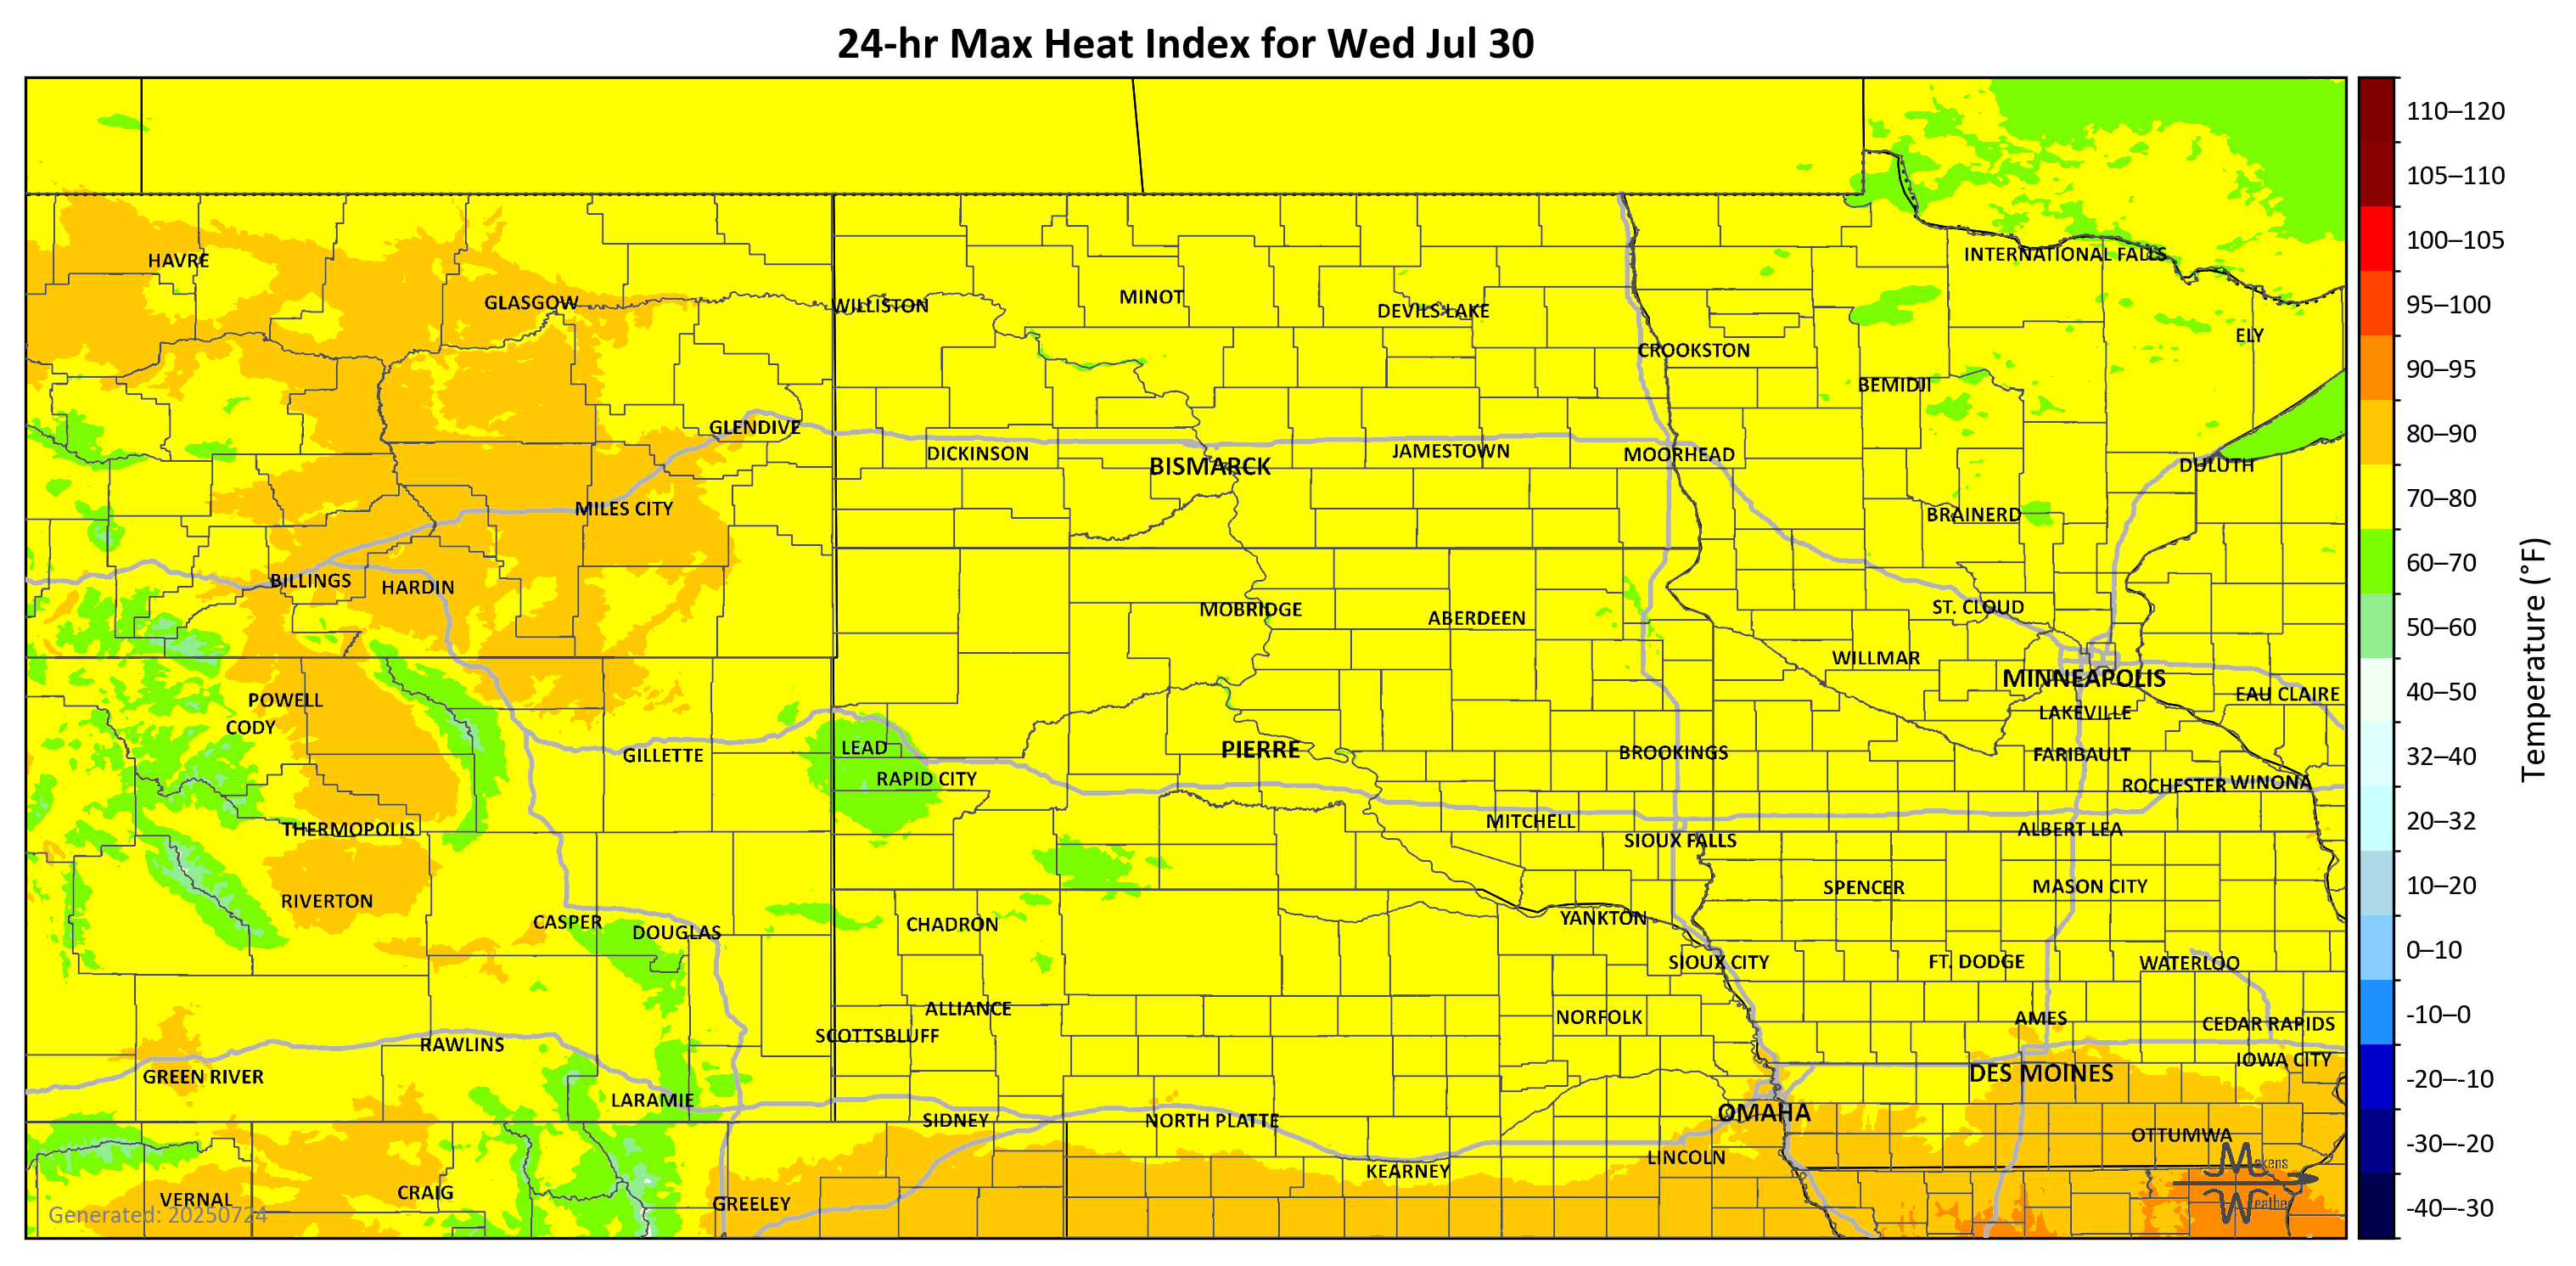 24-hr Max Heat Index for Wed Jul 30
110–120
105–110
100–105
95–100
90–95
80–90
70–80
60–70
50–60
40–50
32–40
20–32
10–20
0–10
-10–0
-20–-10
-30–-20
-40–-30
Temperature (°F)
INTERNATIONAL FALLS
HAVRE
GLASGOW
WILLISTON
MINOT
DEVILS LAKE
ELY
CROOKSTON
BEMIDJI
GLENDIVE
DICKINSON
BISMARCK
JAMESTOWN
MOORHEAD
DULUTH
MILES CITY
BRAINERD
BILLINGS
HARDIN
MOBRIDGE
ABERDEEN
ST. CLOUD
WILLMAR
MINNEAPOLIS
EAU CLAIRE
POWELL
LAKEVILLE
CODY
GILLETTE
LEAD
PIERRE
BROOKINGS
FARIBAULT
RAPID CITY
ROCHESTER
WINONA
THERMOPOLIS
MITCHELL
ALBERT LEA
SIOUX FALLS
RIVERTON
SPENCER
MASON CITY
CASPER
DOUGLAS
CHADRON
YANKTON
SIOUX CITY
FT. DODGE
WATERLOO
ALLIANCE
NORFOLK
AMES
CEDAR RAPIDS
SCOTTSBLUFF
RAWLINS
IOWA CITY
GREEN RIVER
DES MOINES
LARAMIE
OMAHA
SIDNEY
NORTH PLATTE
OTTUMWA
LINCOLN
KEARNEY
VERNAL
CRAIG
GREELEY
Makens
Weather
Generated: 20250724